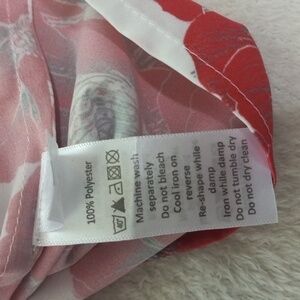 100% Polyester
40°
Machine wash
separately
Do not bleach
Cool iron on
reverse
Re-shape while
damp
Iron while damp
Do not tumble dry
Do not dry clean